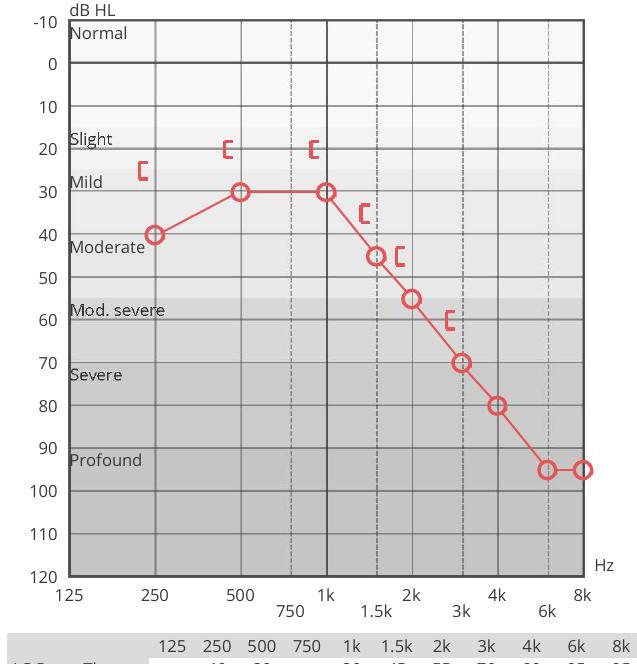 dB HL
-10
Normal
0
10
Slight
20
Mild
30
40
Moderate
50
Mod. severe
60
70
Severe
80
90
Profound
100
110
120
Hz
125 250 500 1k 2k 4k 8k
750 1.5k 3k 6k
125 250 500 750 1k 1.5k 2k 3k 4k 6k 8k